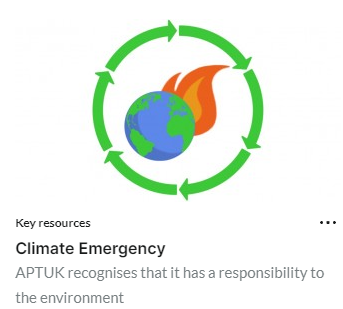 Key resources
Climate Emergency
APTUK recognises that it has a responsibility to
the environment